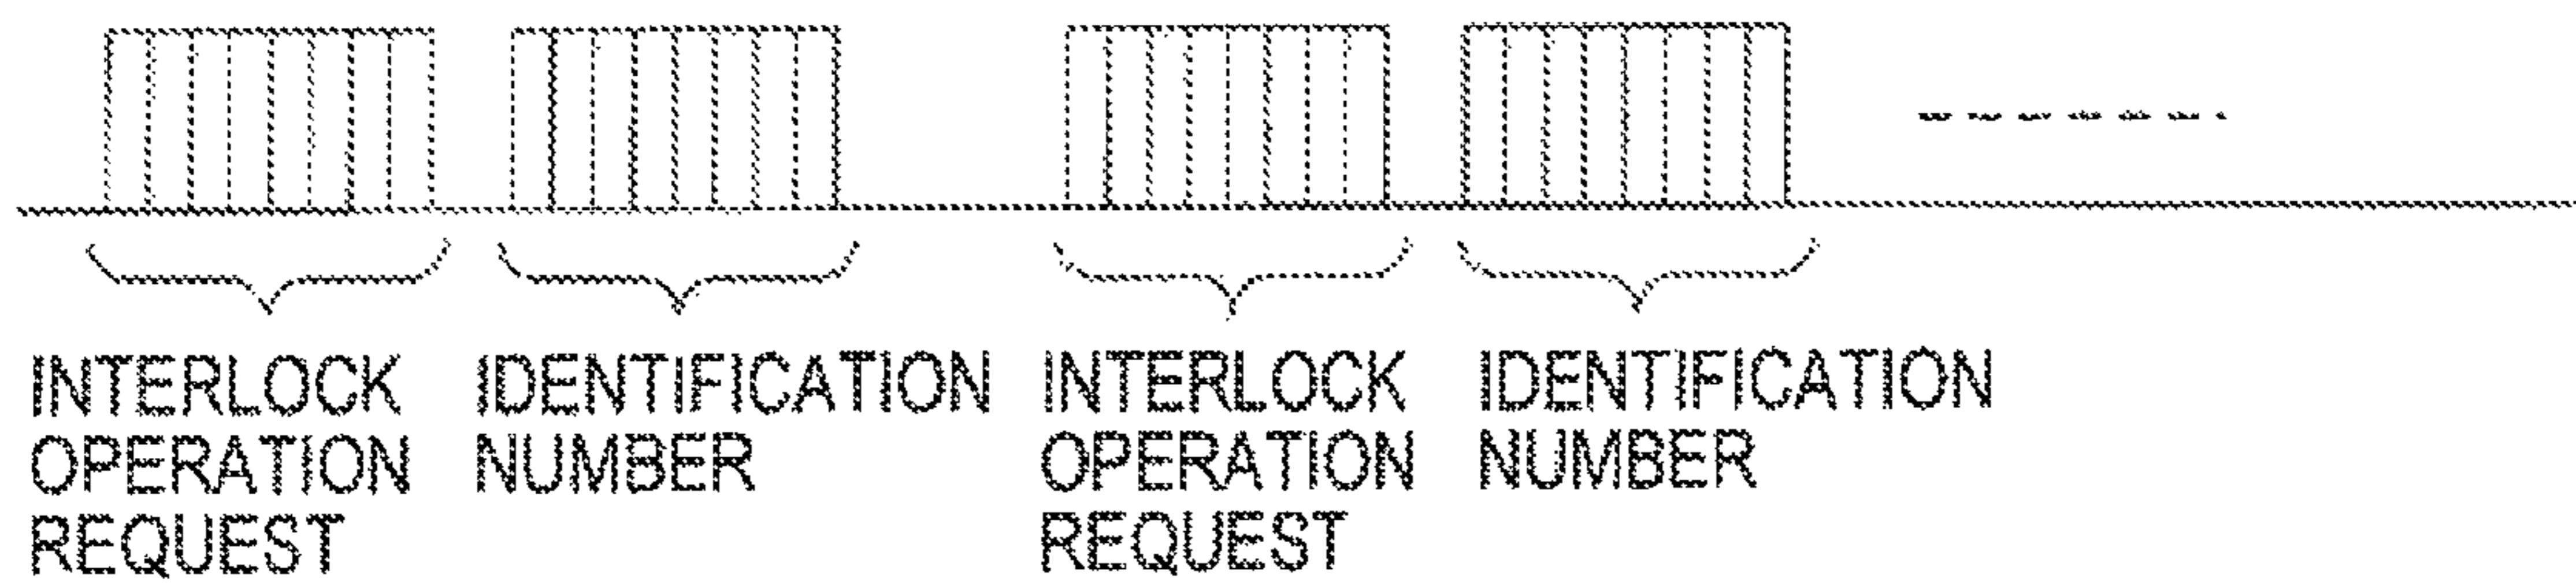 INTERLOCK
OPERATION
REQUEST
IDENTIFICATION
NUMBER
INTERLOCK
OPERATION
REQUEST
IDENTIFICATION
NUMBER